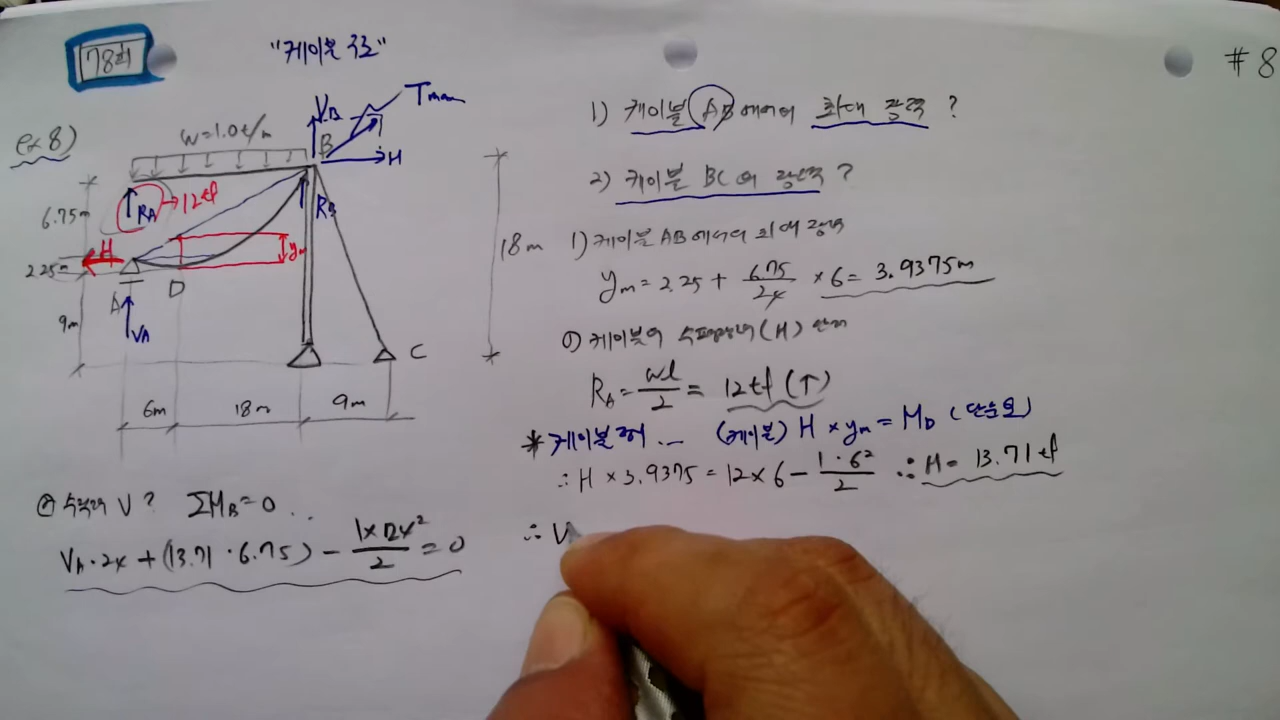 78회
"케이블 구조"
#8
ex 8)
W=1.0t/m
VB
Tmax
B
H
RA
12tf
RB
6.75m
H
ym
2.25m
A
D
9m
VA
18m
C
6m
18m
9m
1) 케이블 AB에서의 최대 장력?
2) 케이블 BC의 장력?
1) 케이블 AB에서의 최대 장력
ym = 2.25 + 6.75/24 × 6 = 3.9375m
① 케이블의 수평장력(H) 산정
RA = wl/2 = 12tf (↑)
* 케이블 정리 ... (케이블) H × ym = MD (단순보)
∴ H × 3.9375 = 12 × 6 − 1·6²/2 ∴ H = 13.71 tf
② V? ΣMB = 0 ..
VA·24 + (13.71 · 6.75) − 1×24²/2 = 0
∴ V